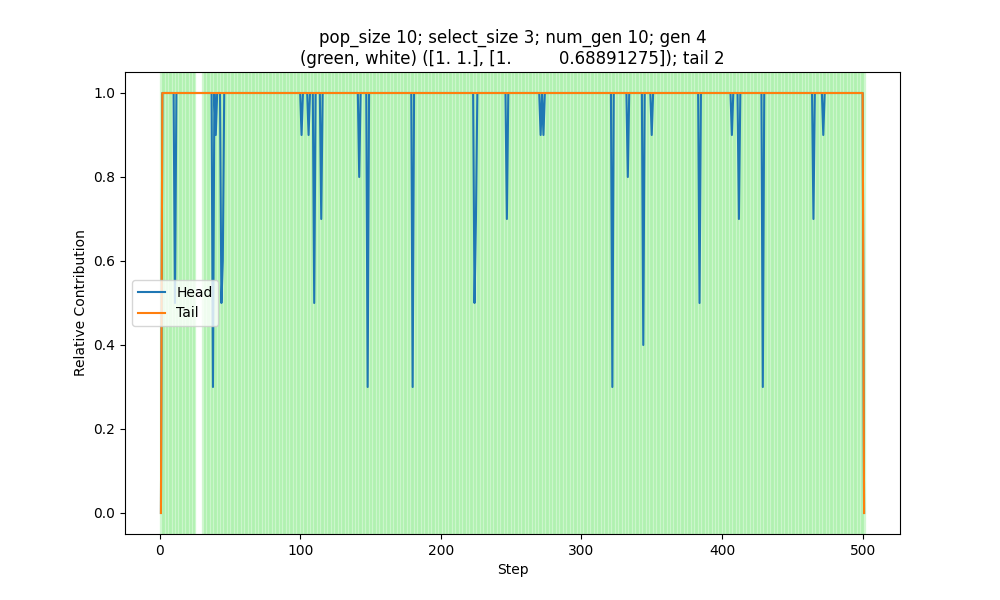 pop_size 10; select_size 3; num_gen 10; gen 4
(green, white) ([1. 1.], [1.         0.68891275]); tail 2
1.0
0.8
0.6
0.4
0.2
0.0
Relative Contribution
Head
Tail
0 100 200 300 400 500
Step